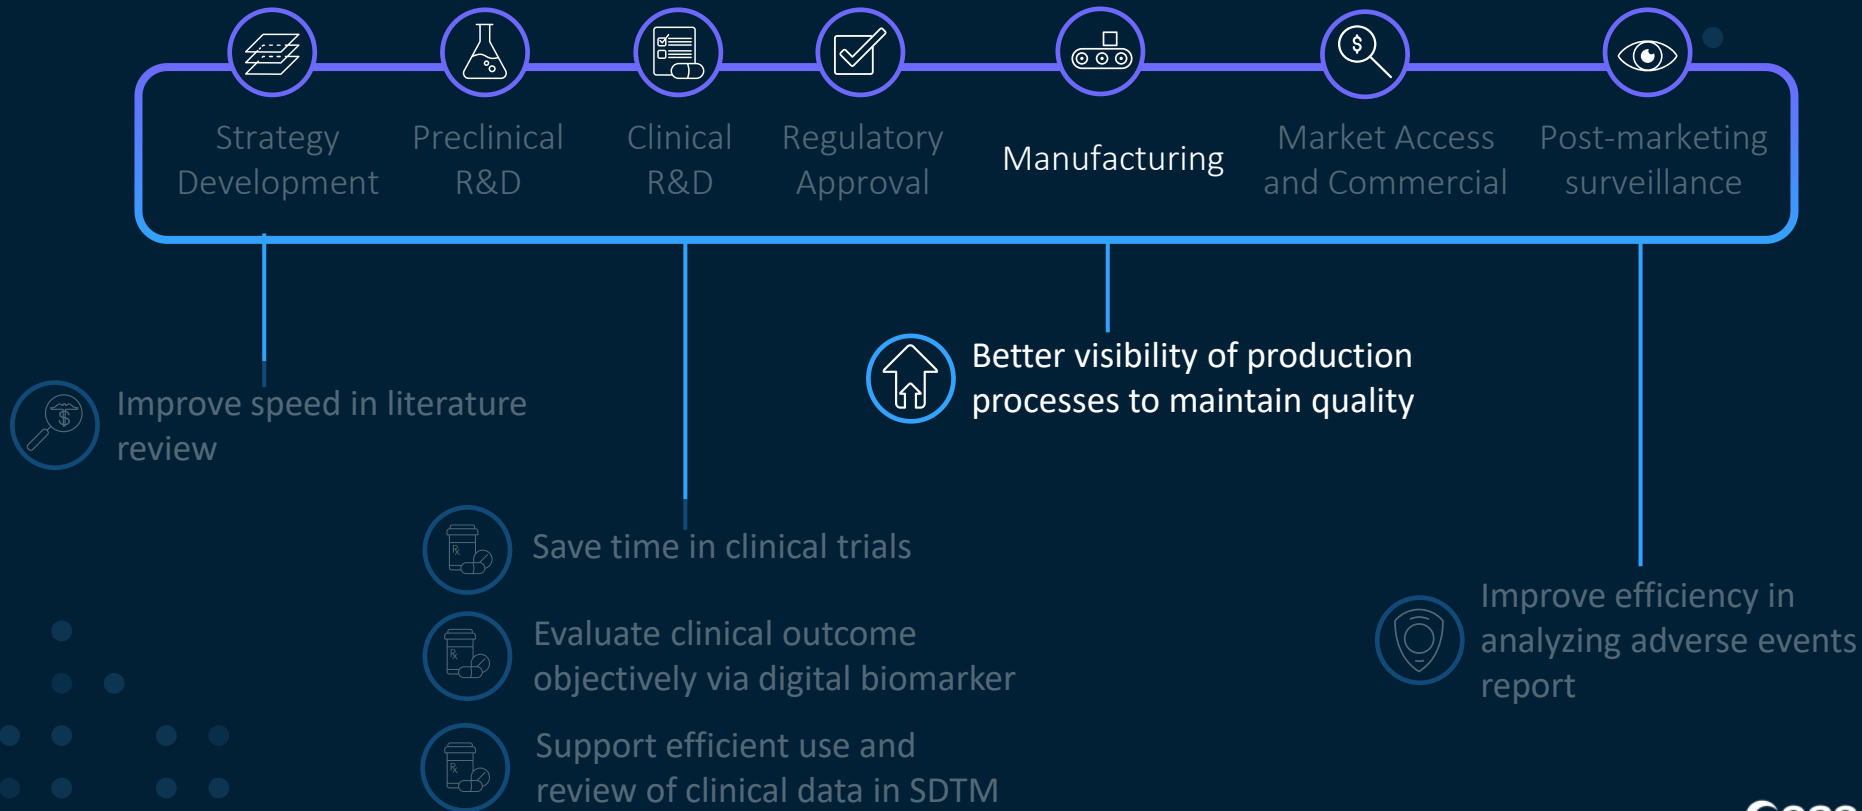 Strategy
Development
Preclinical
R&D
Clinical
R&D
Regulatory
Approval
Manufacturing
Market Access
and Commercial
Post-marketing
surveillance
Improve speed in literature
review
Better visibility of production
processes to maintain quality
Save time in clinical trials
Evaluate clinical outcome
objectively via digital biomarker
Support efficient use and
review of clinical data in SDTM
Improve efficiency in
analyzing adverse events
report